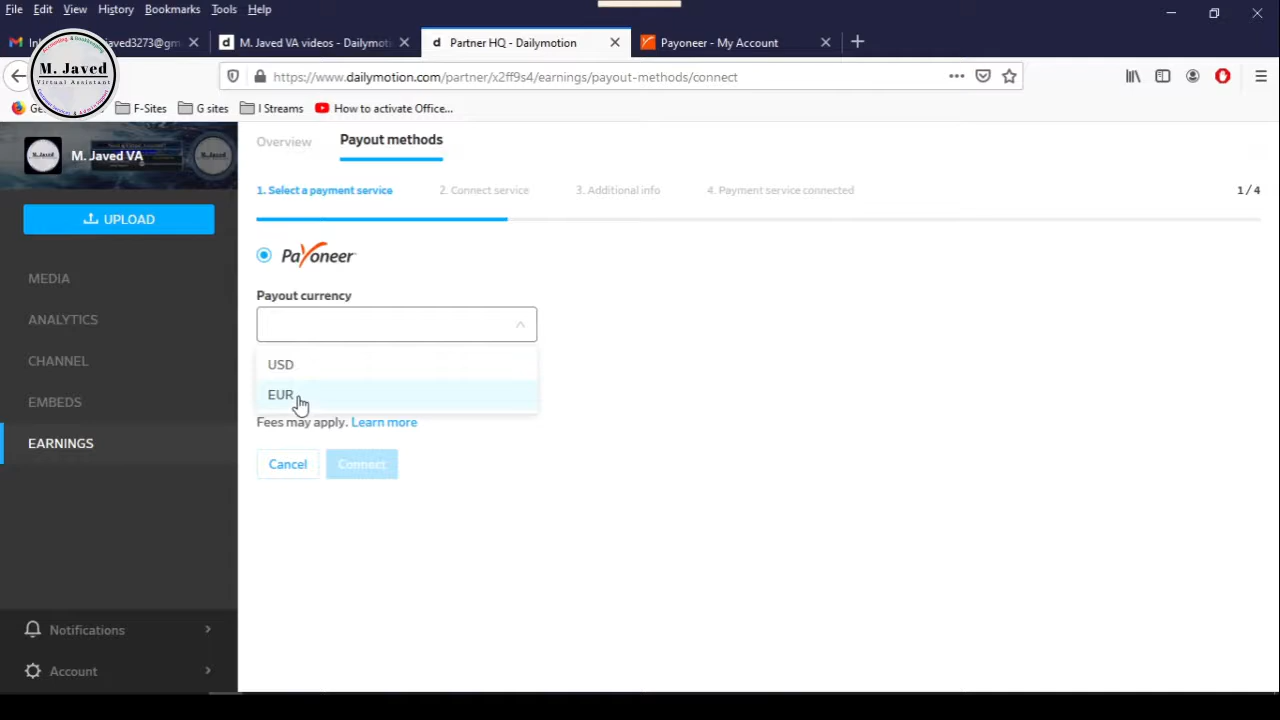 File Edit View History Bookmarks Tools Help
javed3273@gm
M. Javed VA videos - Dailymoti
Partner HQ - Dailymotion
Payoneer - My Account
M. Javed
Virtual Assistant
https://www.dailymotion.com/partner/x2ff9s4/earnings/payout-methods/connect
F-Sites
G sites
I Streams
How to activate Office...
M. Javed VA
Overview
Payout methods
1. Select a payment service
2. Connect service
3. Additional info
4. Payment service connected
1 / 4
UPLOAD
Payoneer
MEDIA
Payout currency
ANALYTICS
CHANNEL
USD
EMBEDS
EUR
Fees may apply. Learn more
EARNINGS
Cancel
Connect
Notifications
Account